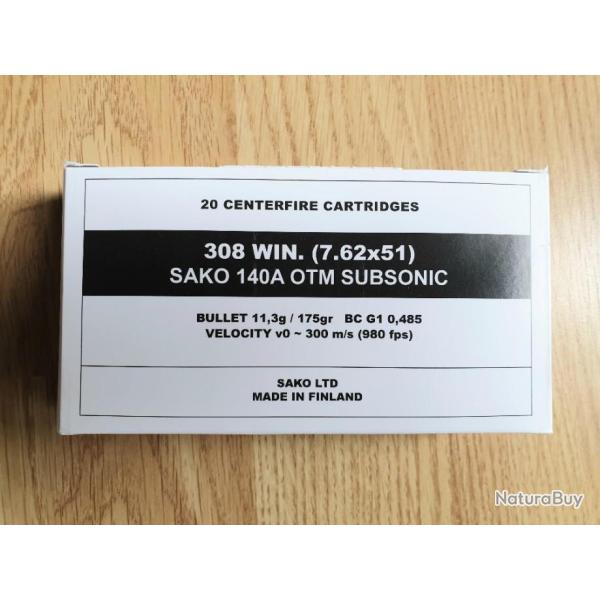 20 CENTERFIRE CARTRIDGES
308 WIN. (7.62x51)
SAKO 140A OTM SUBSONIC
BULLET 11,3g / 175gr BC G1 0,485
VELOCITY v0 ~ 300 m/s (980 fps)
SAKO LTD
MADE IN FINLAND
NaturaBuy